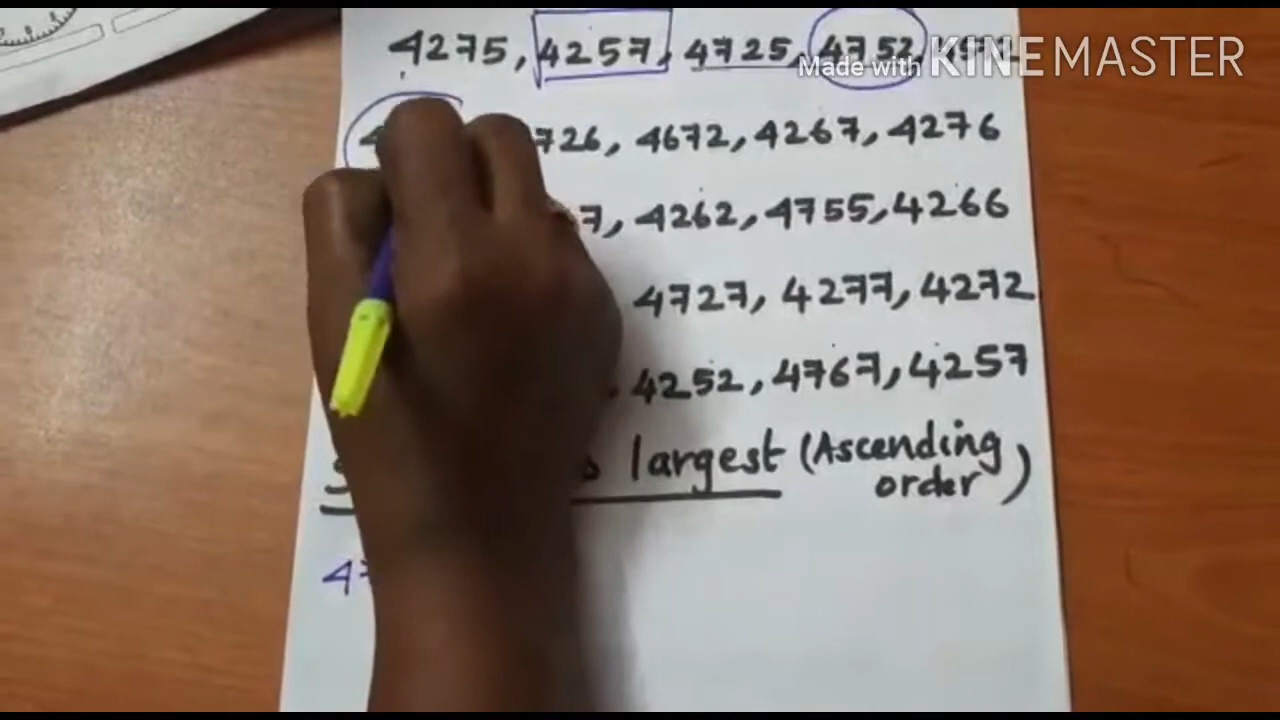 4275, 4257, 4725, 4752,
Made with KINEMASTER
726, 4672, 4267, 4276
7, 4262, 4755, 4266
4727, 4277, 4272
4252, 4767, 4257
largest (Ascending
order)